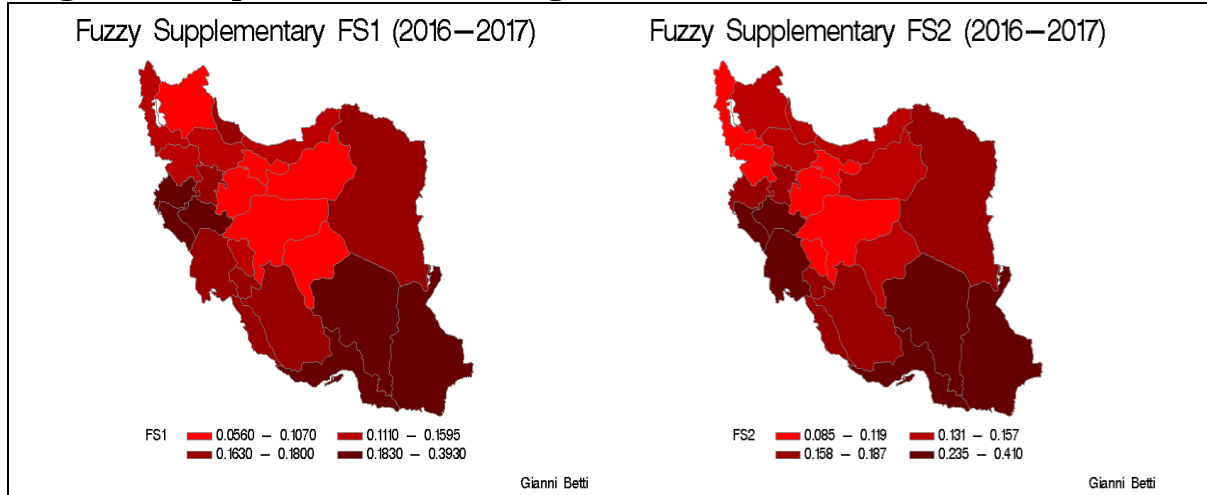 Fuzzy Supplementary FS1 (2016–2017)
FS1
0.0560 – 0.1070
0.1110 – 0.1595
0.1630 – 0.1800
0.1830 – 0.3930
Gianni Betti
Fuzzy Supplementary FS2 (2016–2017)
FS2
0.085 – 0.119
0.131 – 0.157
0.158 – 0.187
0.235 – 0.410
Gianni Betti